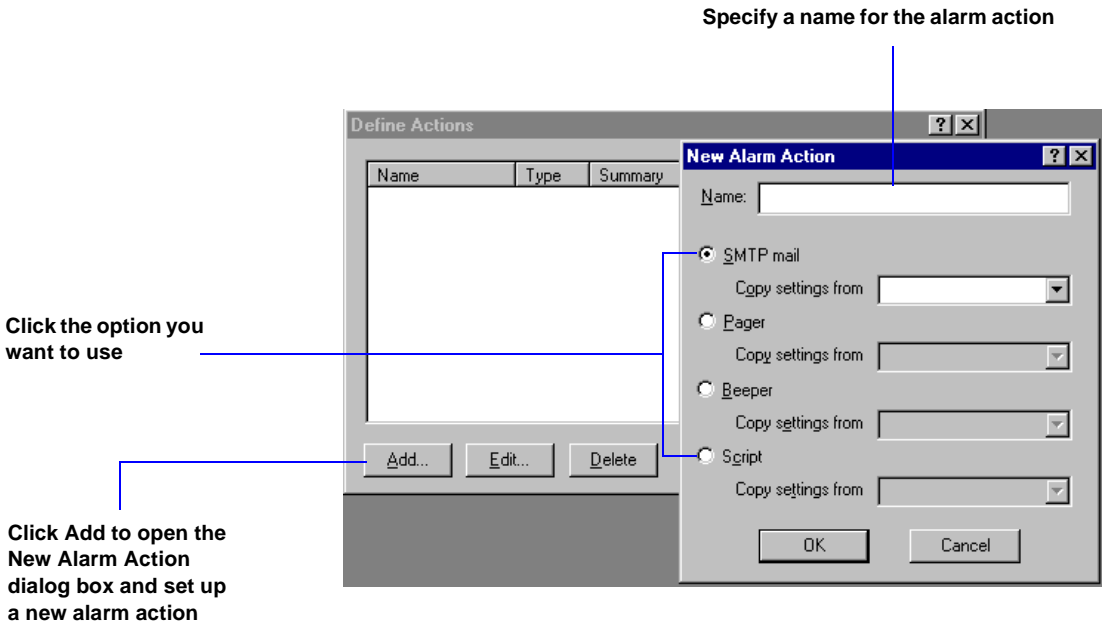 Specify a name for the alarm action
Define Actions
Name Type Summary
New Alarm Action
Name:
SMTP mail
Copy settings from
Pager
Copy settings from
Beeper
Copy settings from
Script
Copy settings from
OK Cancel
Add... Edit... Delete
Click the option you
want to use
Click Add to open the
New Alarm Action
dialog box and set up
a new alarm action